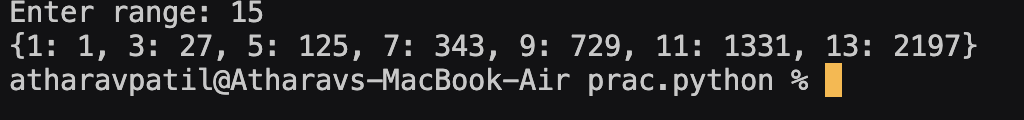 Enter range: 15
{1: 1, 3: 27, 5: 125, 7: 343, 9: 729, 11: 1331, 13: 2197}
atharavpatil@Atharavs-MacBook-Air prac.python %